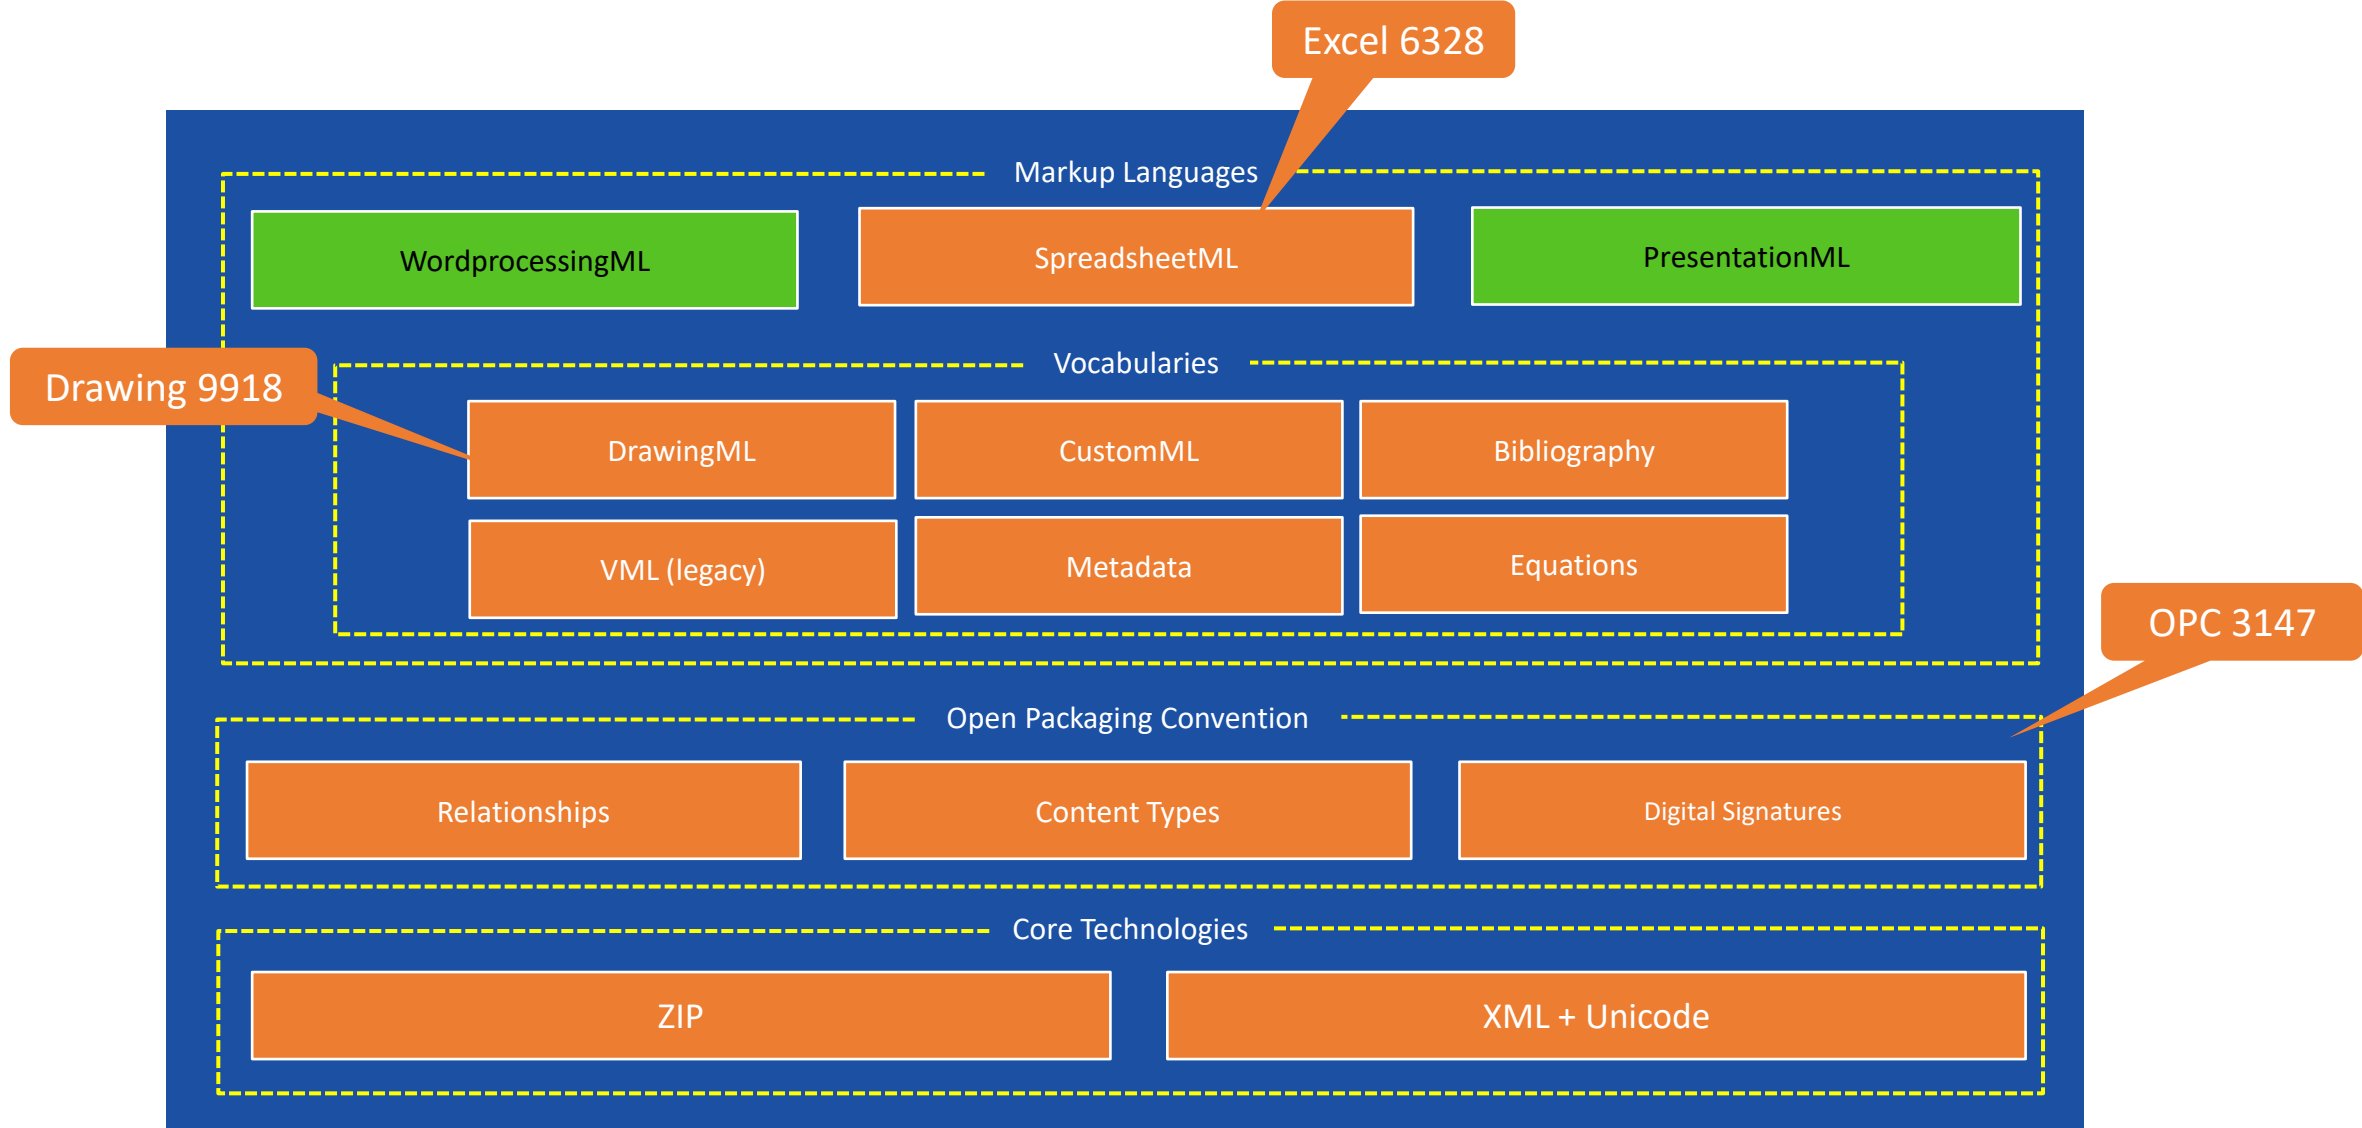 Excel 6328
Markup Languages
WordprocessingML
SpreadsheetML
PresentationML
Vocabularies
Drawing 9918
DrawingML
CustomML
Bibliography
VML (legacy)
Metadata
Equations
OPC 3147
Open Packaging Convention
Relationships
Content Types
Digital Signatures
Core Technologies
ZIP
XML + Unicode